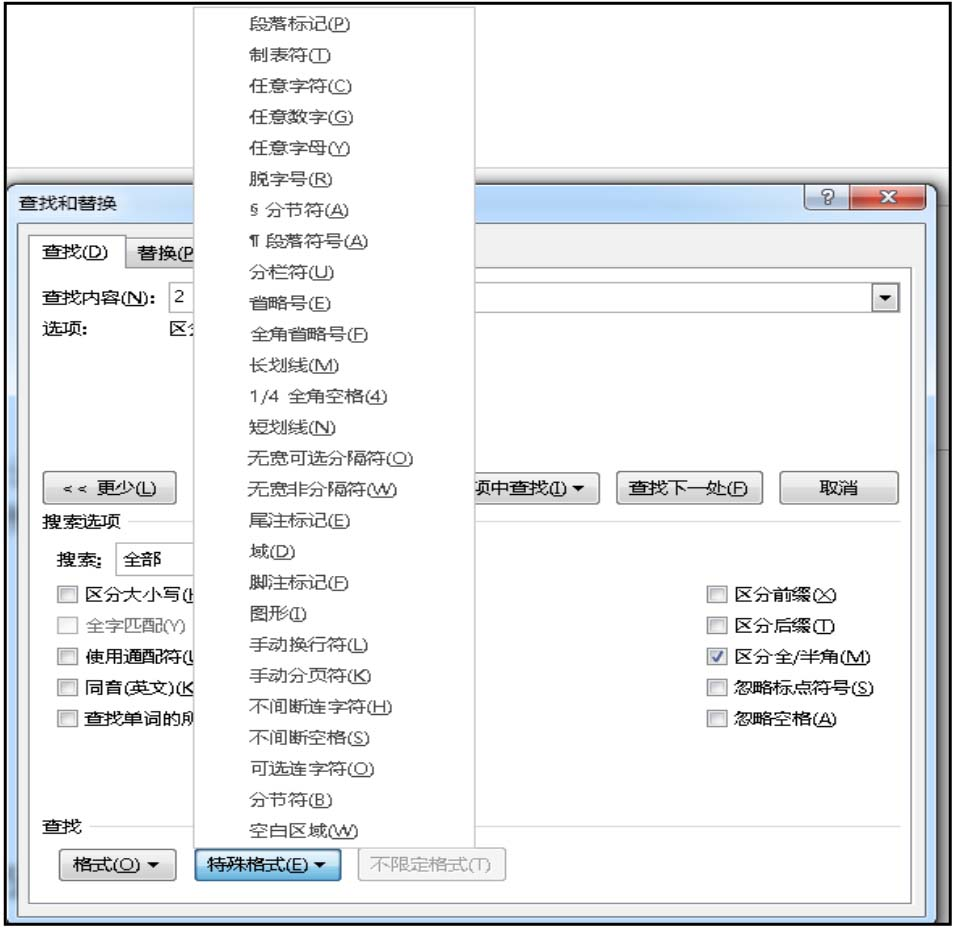 段落标记(P)
制表符(T)
任意字符(C)
任意数字(G)
任意字母(Y)
脱字号(R)
§ 分节符(A)
¶ 段落符号(A)
分栏符(U)
省略号(E)
全角省略号(F)
长划线(M)
1/4 全角空格(4)
短划线(N)
无宽可选分隔符(O)
无宽非分隔符(W)
尾注标记(E)
域(D)
脚注标记(F)
图形(I)
手动换行符(L)
手动分页符(K)
不间断连字符(H)
不间断空格(S)
可选连字符(O)
分节符(B)
空白区域(W)
查找和替换
查找(D) 替换(P
查找内容(N): 2
选项: 区
<< 更少(L) 项中查找(I) 查找下一处(F) 取消
搜索选项
搜索: 全部
区分大小写(H 区分前缀(X)
全字匹配(Y) 区分后缀(T)
使用通配符(U 区分全/半角(M)
同音(英文)(K 忽略标点符号(S)
查找单词的所 忽略空格(A)
查找
格式(O) 特殊格式(E) 不限定格式(T)